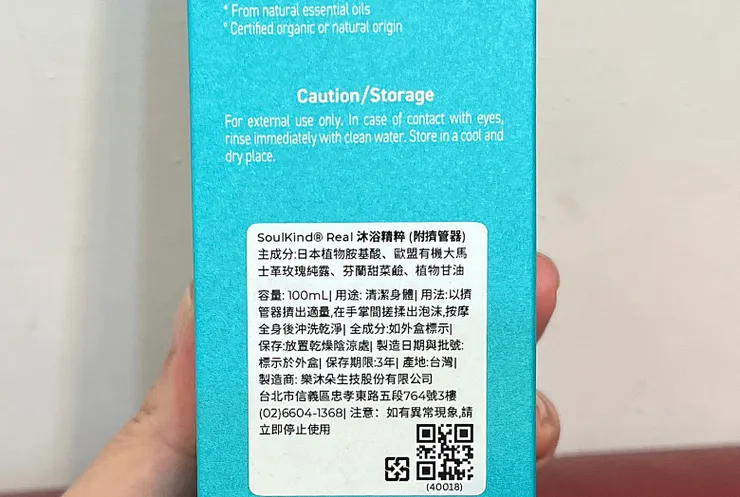 * From natural essential oils
° Certified organic or natural origin
Caution/Storage
For external use only. In case of contact with eyes,
rinse immediately with clean water. Store in a cool and
dry place.
SoulKind® Real 沐浴精粹 (附擠管器)
主成分:日本植物胺基酸、歐盟有機大馬
士革玫瑰純露、芬蘭甜菜鹼、植物甘油
容量: 100mL| 用途: 清潔身體| 用法:以擠
管器擠出適量,在手掌間搓揉出泡沫,按摩
全身後沖洗乾淨| 全成分:如外盒標示|
保存:放置乾燥陰涼處| 製造日期與批號:
標示於外盒| 保存期限:3年| 產地:台灣|
製造商: 樂沐朵生技股份有限公司
台北市信義區忠孝東路五段764號3樓
(02)6604-1368| 注意：如有異常現象,請
立即停止使用
(40018)